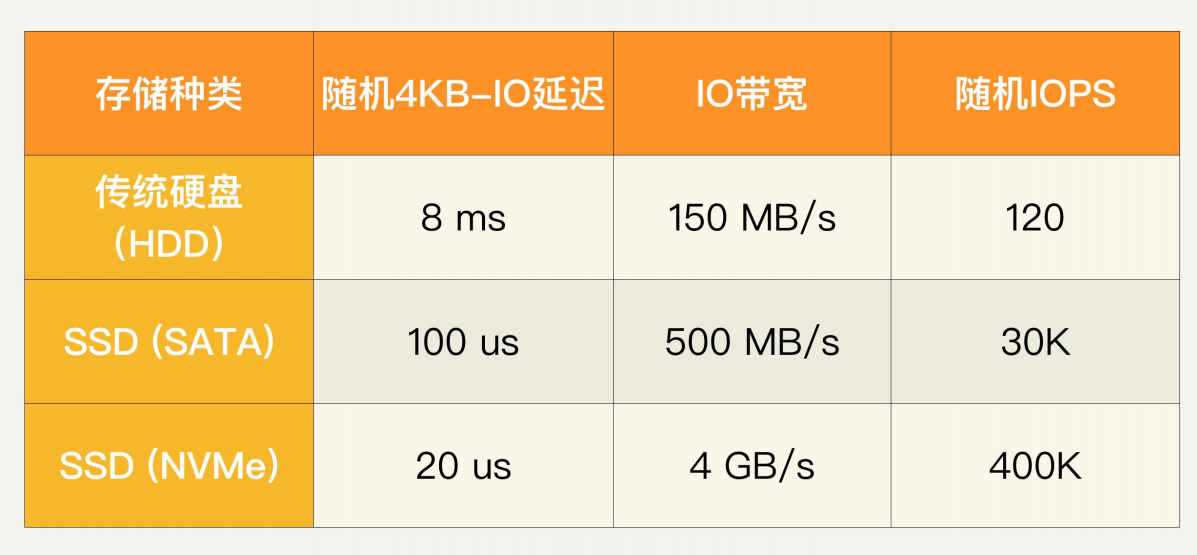 存储种类
随机4KB-IO延迟
IO带宽
随机IOPS
传统硬盘
(HDD)
8 ms
150 MB/s
120
SSD (SATA)
100 us
500 MB/s
30K
SSD (NVMe)
20 us
4 GB/s
400K